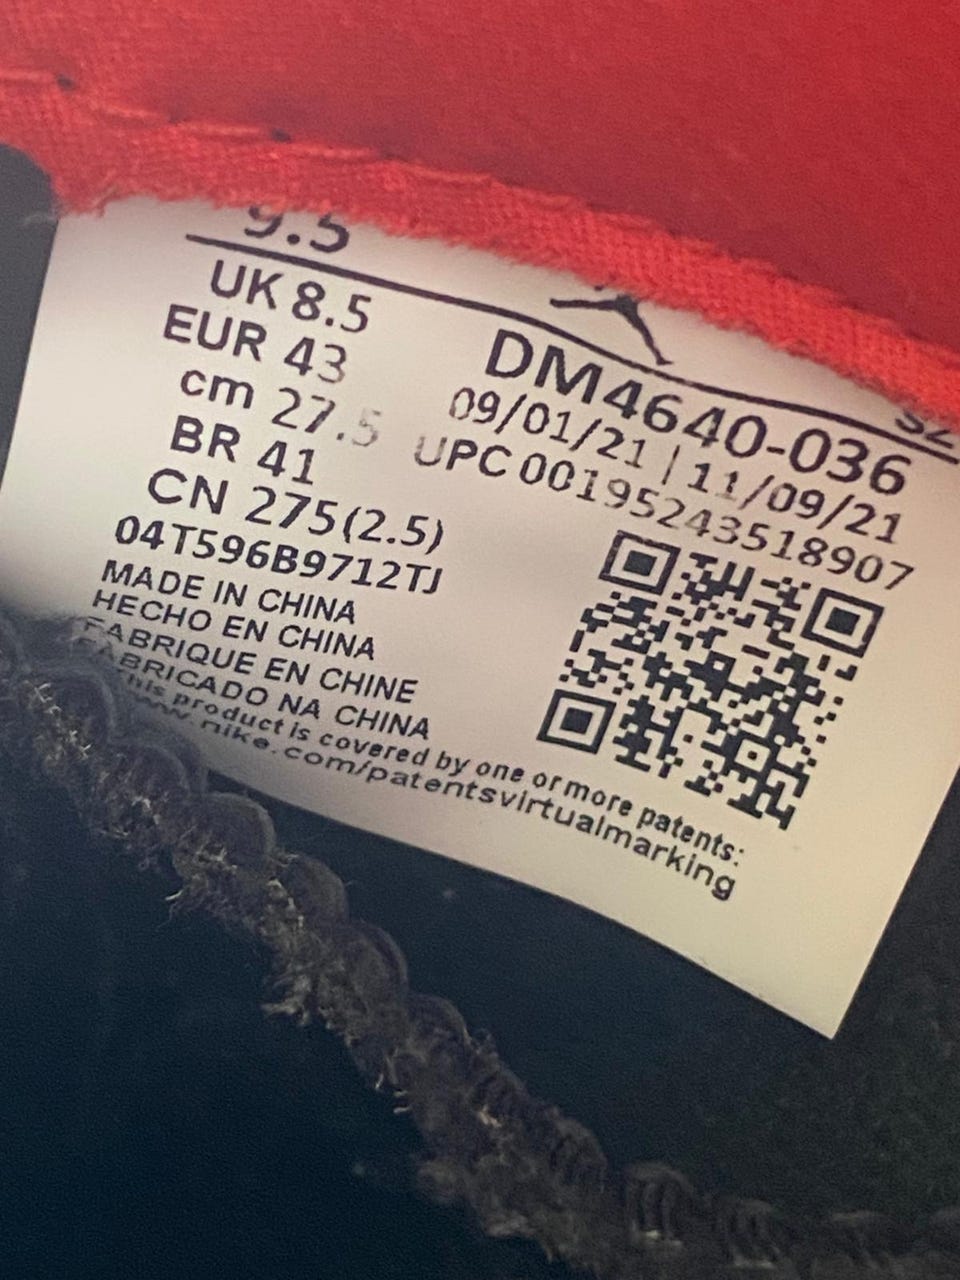 9.5
UK 8.5
EUR 43
cm 27.5
BR 41
CN 275(2.5)
04T596B9712TJ
MADE IN CHINA
HECHO EN CHINA
FABRIQUE EN CHINE
FABRICADO NA CHINA
This product is covered by one or more patents:
www.nike.com/patentsvirtualmarking
SZ
DM4640-036
09/01/21 | 11/09/21
UPC 00195243518907